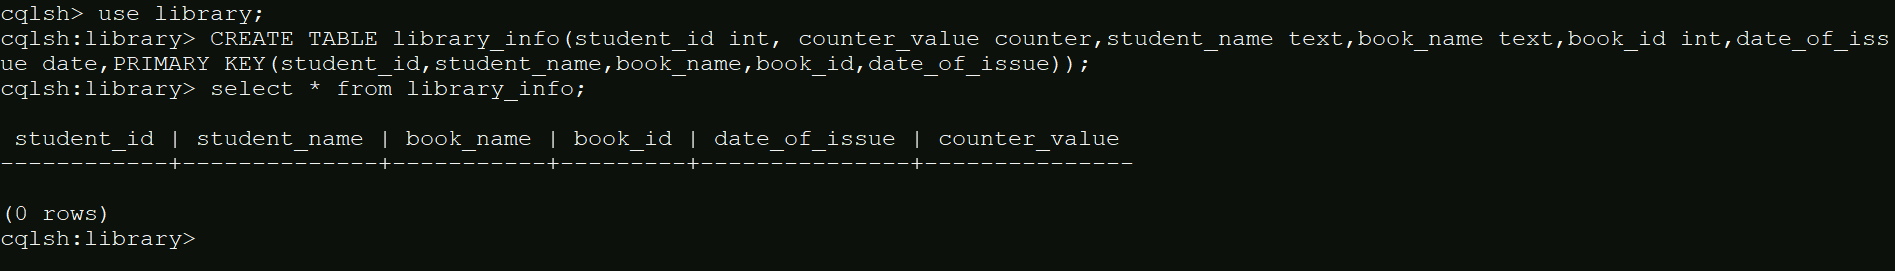 cqlsh> use library;
cqlsh:library> CREATE TABLE library_info(student_id int, counter_value counter,student_name text,book_name text,book_id int,date_of_iss
ue date,PRIMARY KEY(student_id,student_name,book_name,book_id,date_of_issue));
cqlsh:library> select * from library_info;
 student_id | student_name | book_name | book_id | date_of_issue | counter_value
------------+--------------+-----------+---------+---------------+---------------
(0 rows)
cqlsh:library>